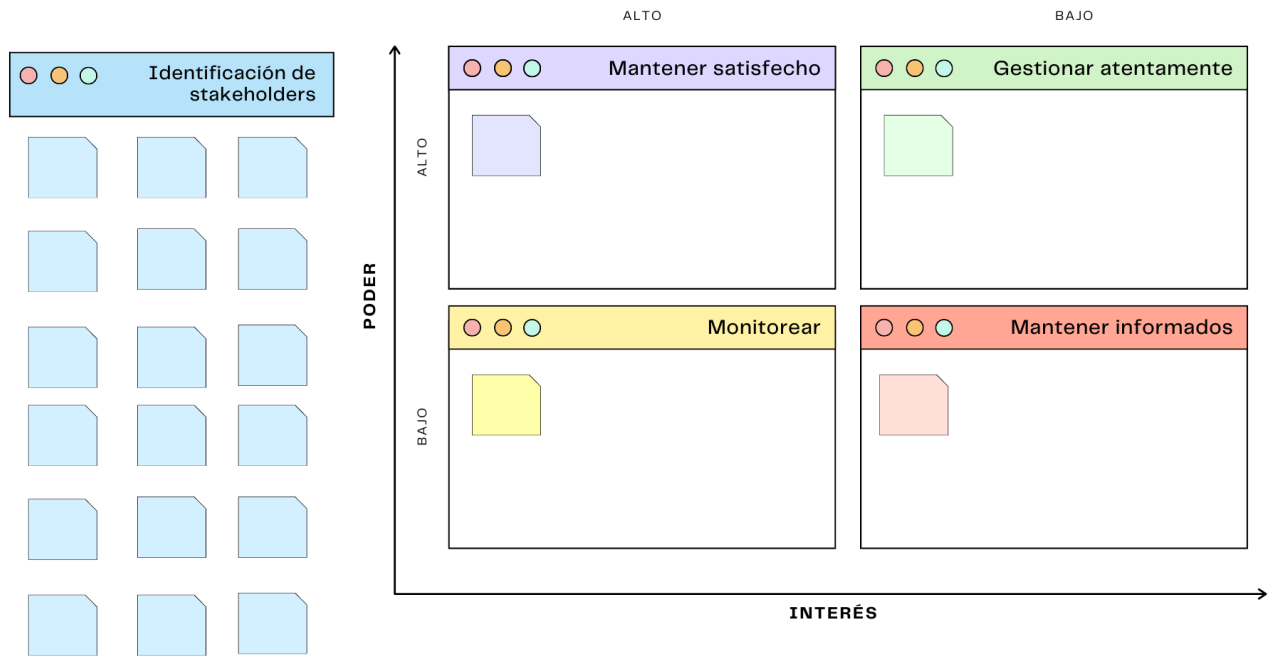 ALTO
BAJO
Identificación de
stakeholders
Mantener satisfecho
Gestionar atentamente
ALTO
PODER
Monitorear
Mantener informados
BAJO
INTERÉS